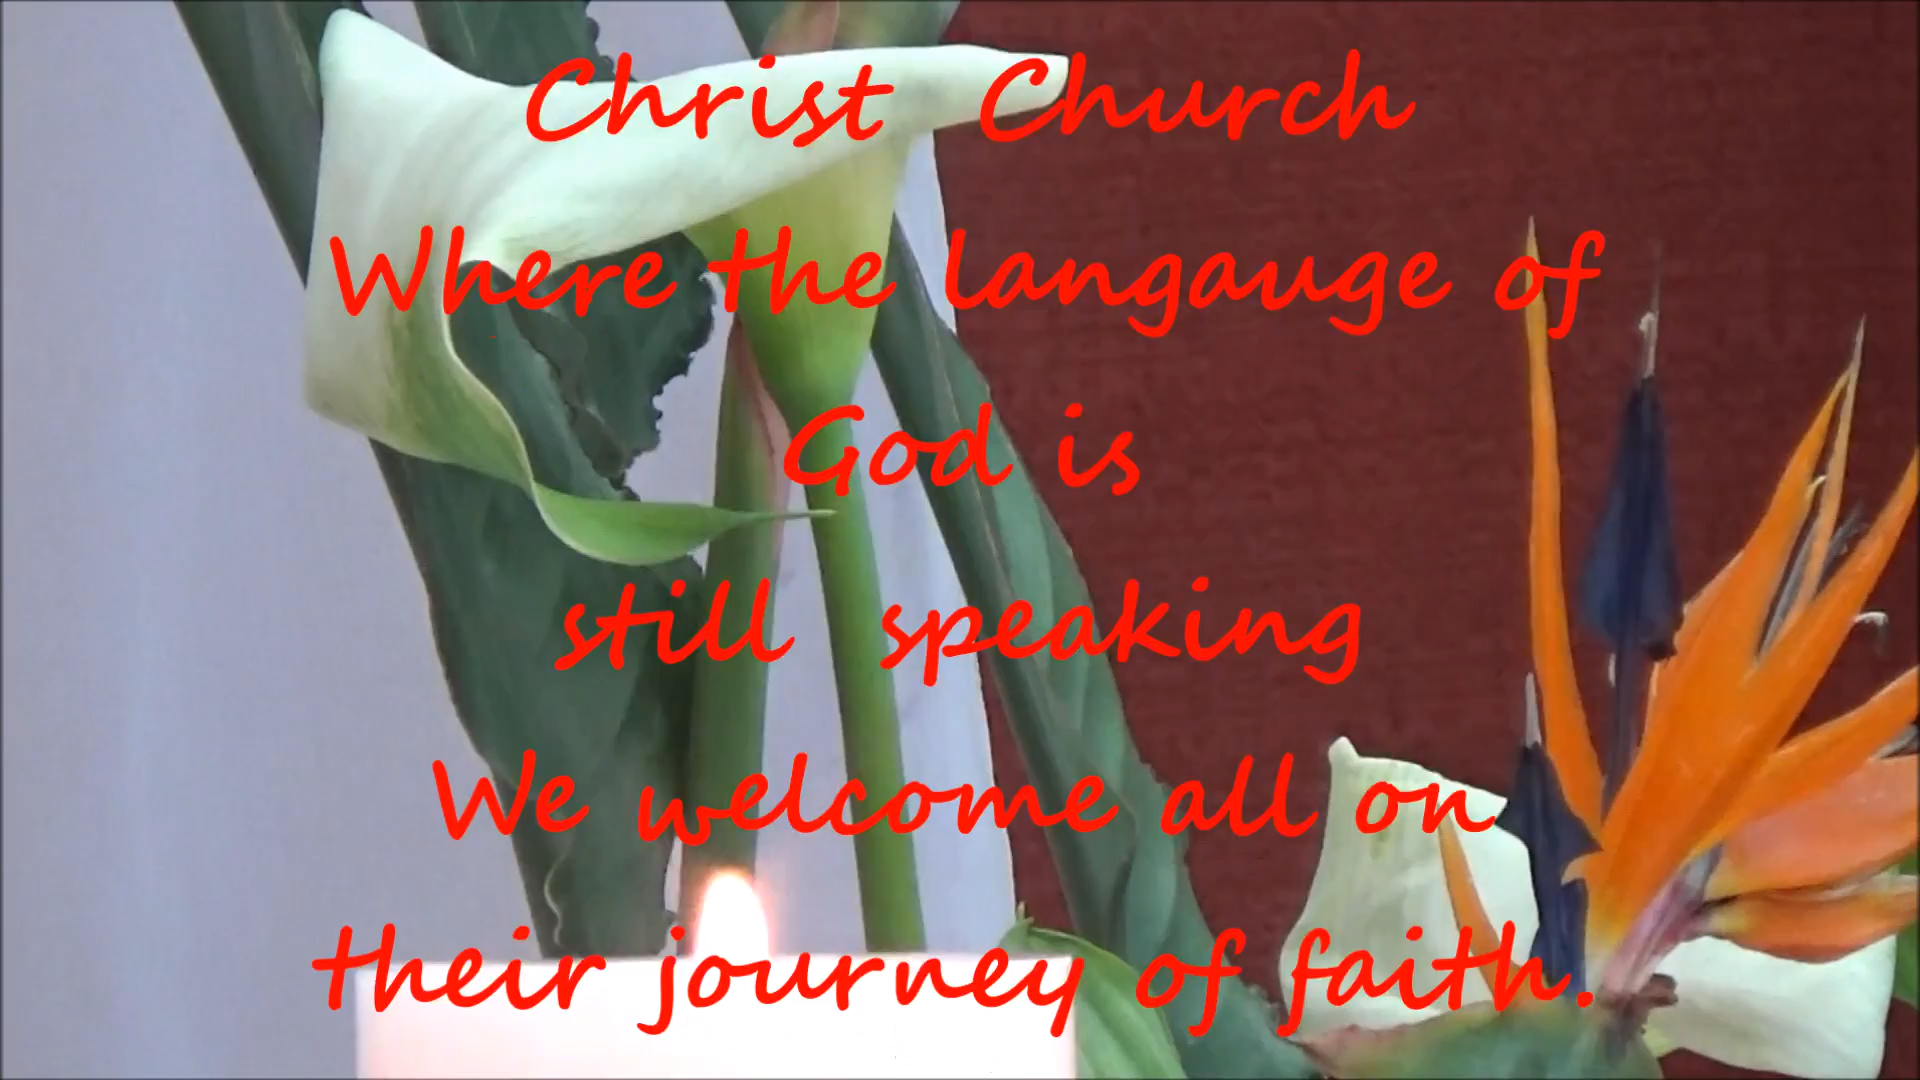 Christ Church
Where the langauge of
God is
still speaking
We welcome all on
their journey of faith.